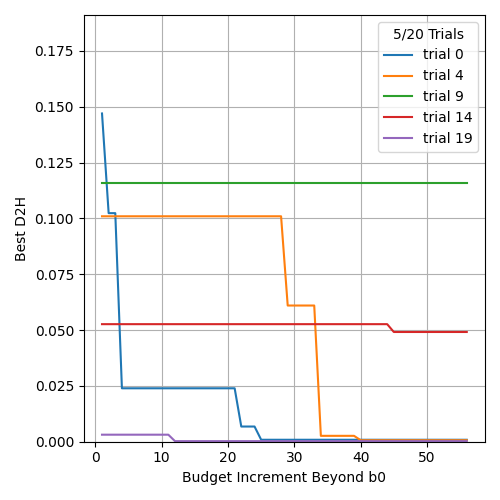 5/20 Trials
trial 0
trial 4
trial 9
trial 14
trial 19
0.175
0.150
0.125
0.100
0.075
0.050
0.025
0.000
Best D2H
0 10 20 30 40 50
Budget Increment Beyond b0